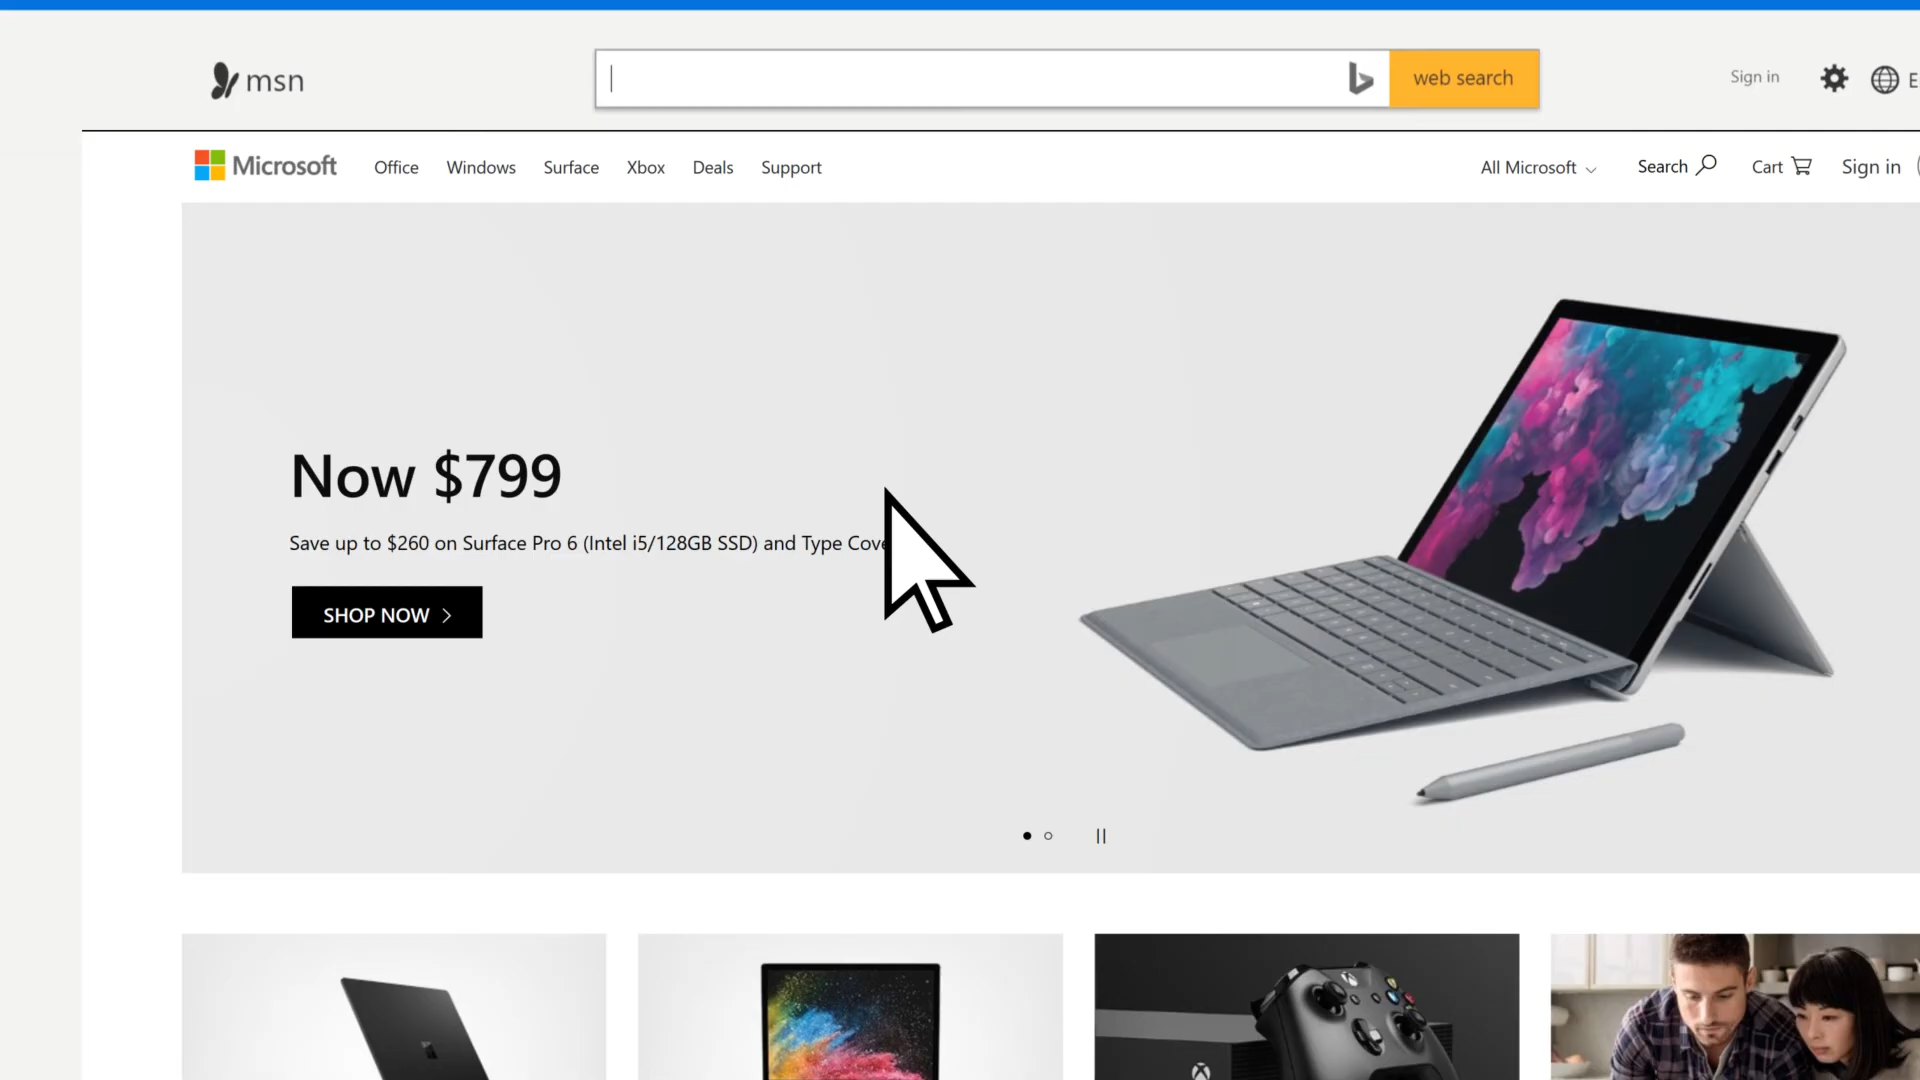 msn
web search
Sign in
E
Microsoft
Office
Windows
Surface
Xbox
Deals
Support
All Microsoft
Search
Cart
Sign in
Now $799
Save up to $260 on Surface Pro 6 (Intel i5/128GB SSD) and Type Cove
SHOP NOW